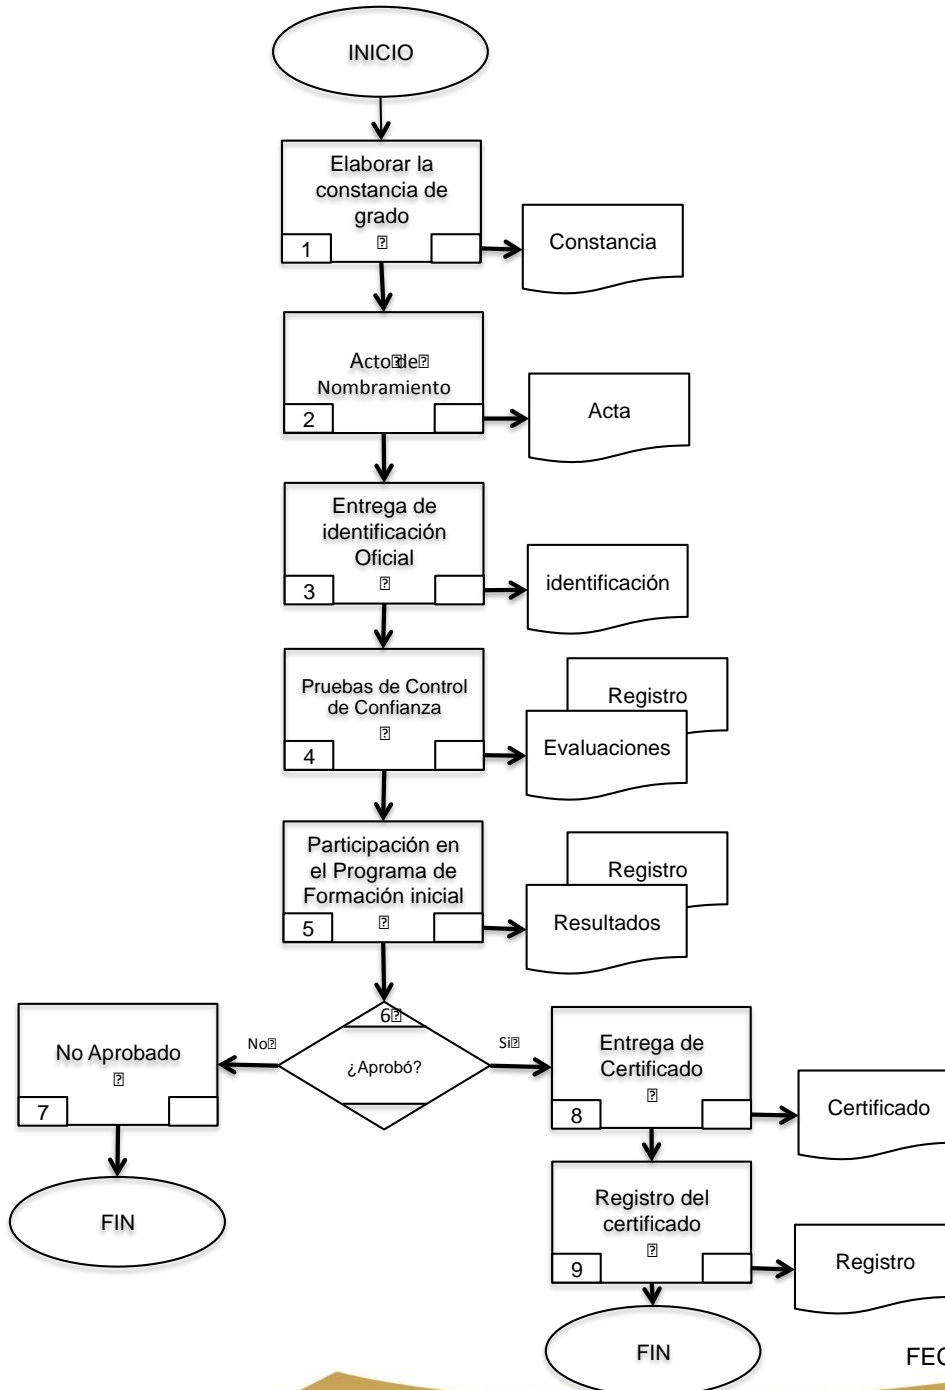 INICIO
Elaborar la
constancia de
grado
1
Constancia
Acto de
Nombramiento
2
Acta
Entrega de
identificación
Oficial
3
identificación
Pruebas de Control
de Confianza
4
Registro
Evaluaciones
Participación en
el Programa de
Formación inicial
5
Registro
Resultados
6
¿Aprobó?
No
Si
No Aprobado
7
FIN
Entrega de
Certificado
8
Certificado
Registro del
certificado
9
Registro
FIN
FEC